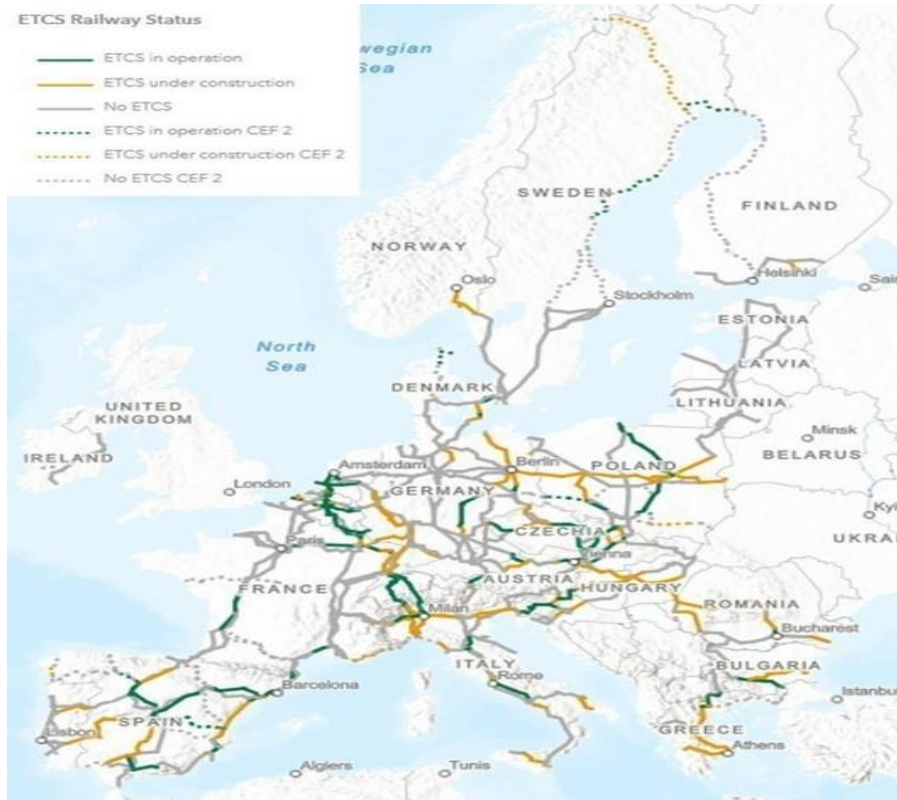 ETCS Railway Status
ETCS in operation
ETCS under construction
No ETCS
ETCS in operation CEF 2
ETCS under construction CEF 2
No ETCS CEF 2
wegian
Sea
SWEDEN
FINLAND
NORWAY
Oslo
Helsinki
Sain
Stockholm
ESTONIA
North
Sea
LATVIA
DENMARK
LITHUANIA
UNITED
KINGDOM
Minsk
IRELAND
BELARUS
Amsterdam
Berlin
POLAND
London
GERMANY
Kyi
CZECHIA
UKRAI
Paris
Vienna
AUSTRIA
FRANCE
HUNGARY
Milan
ROMANIA
Bucharest
ITALY
BULGARIA
Barcelona
Rome
Istanbul
SPAIN
Lisbon
GREECE
Athens
Algiers
Tunis